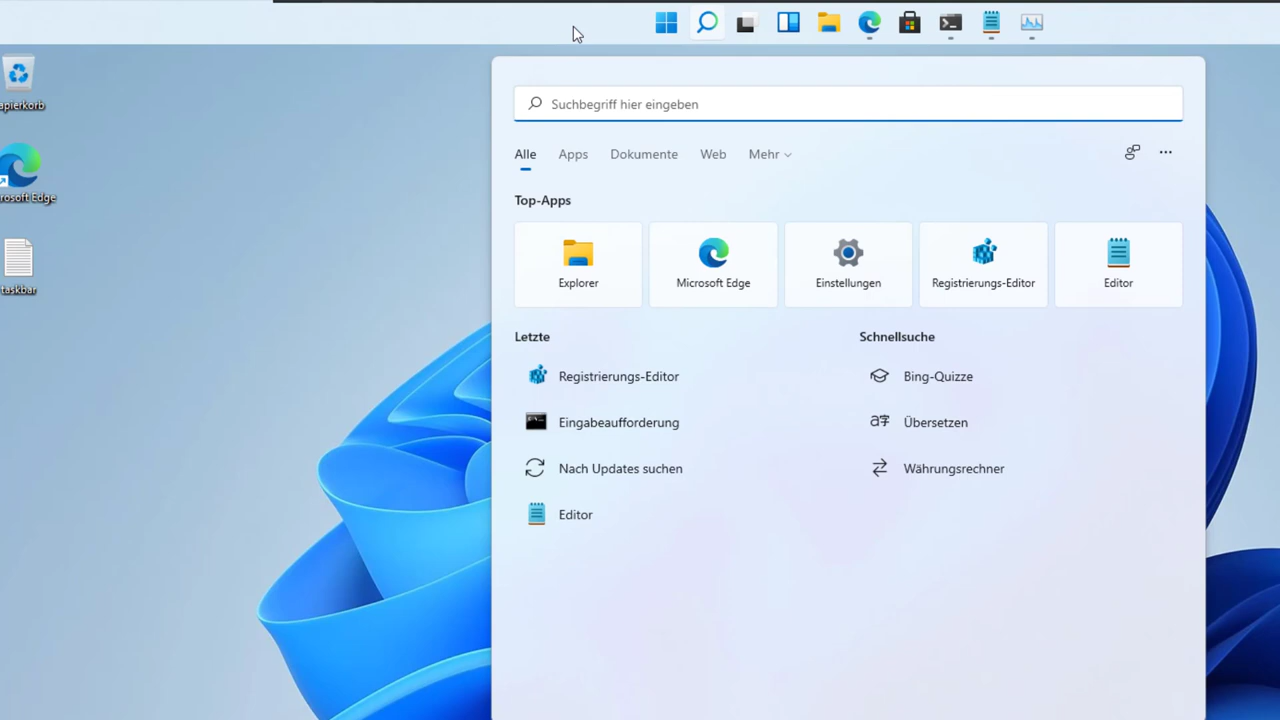 Suchbegriff hier eingeben
Alle Apps Dokumente Web Mehr
Top-Apps
Explorer Microsoft Edge Einstellungen Registrierungs-Editor Editor
Letzte
Registrierungs-Editor
Eingabeaufforderung
Nach Updates suchen
Editor
Schnellsuche
Bing-Quizze
Übersetzen
Währungsrechner
apierkorb
rosoft Edge
taskbar